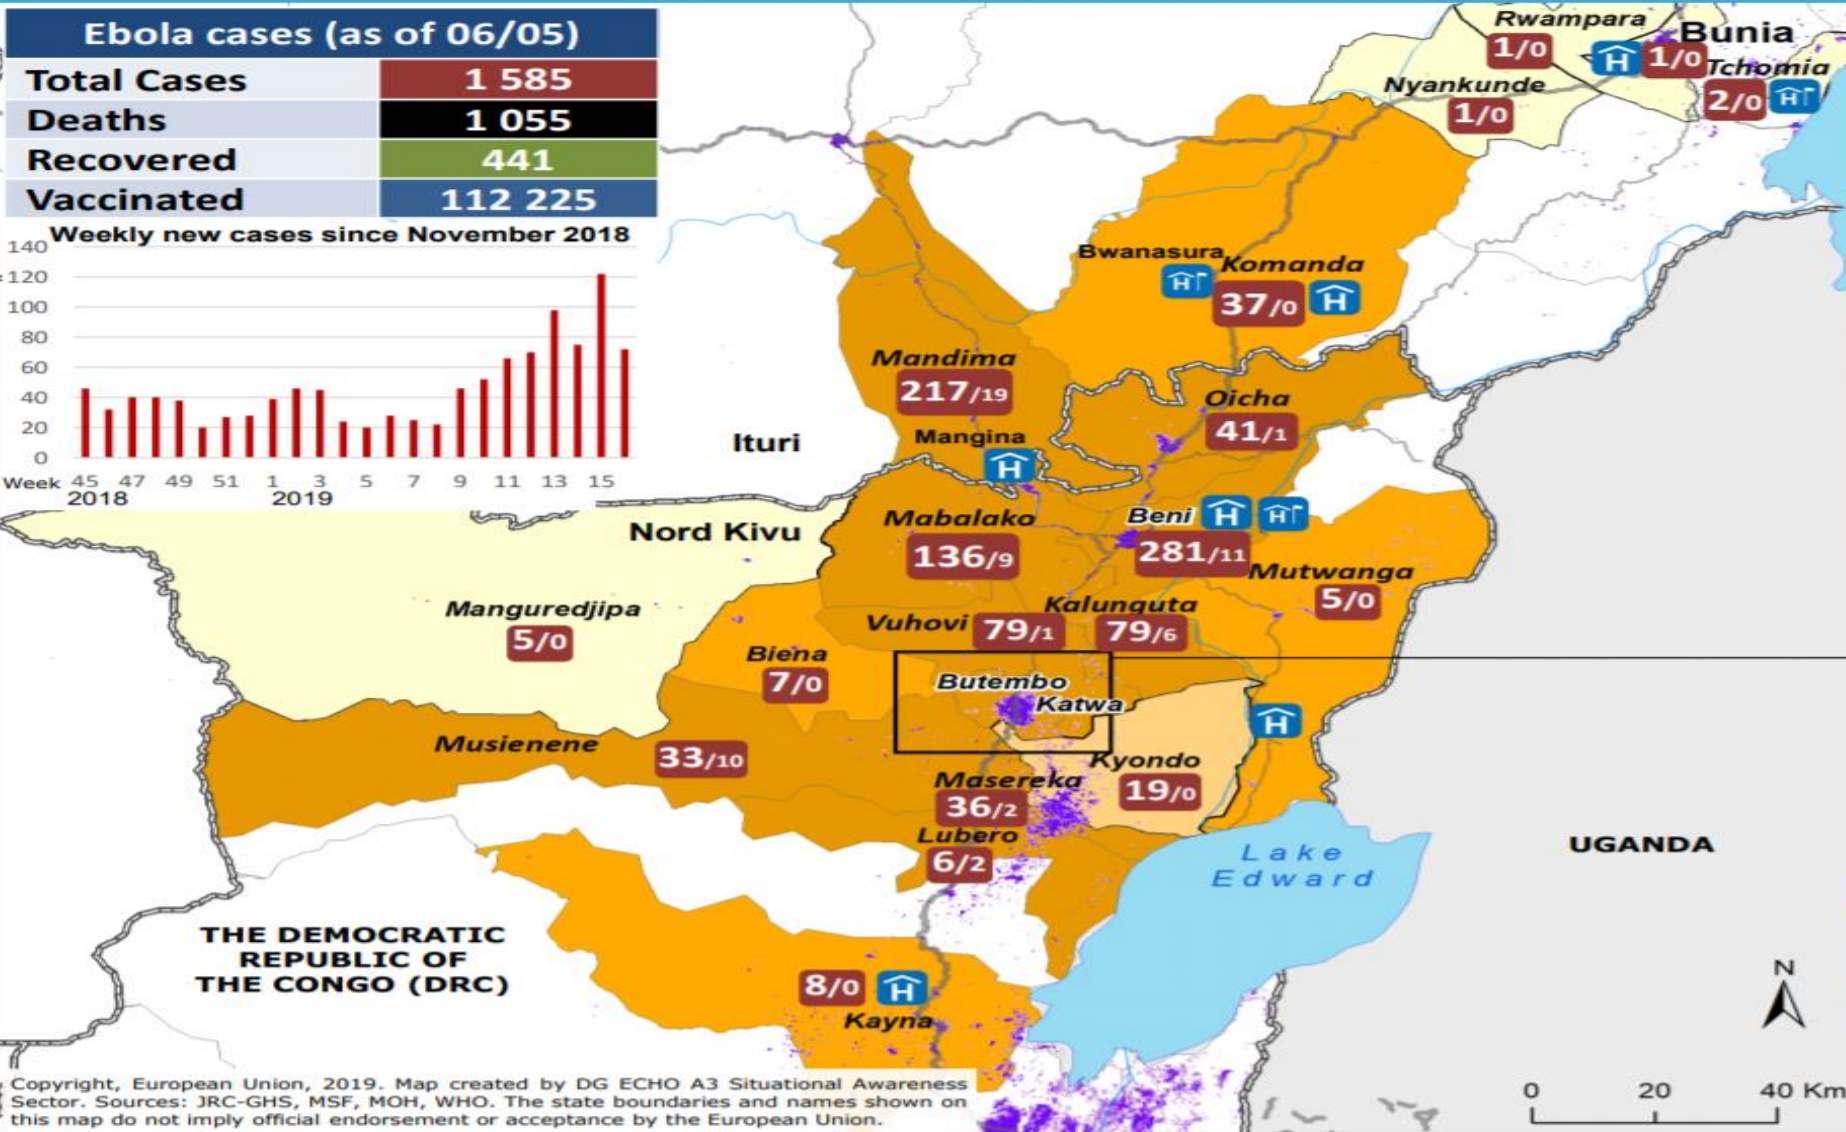 Ebola cases (as of 06/05)
Total Cases 1 585
Deaths 1 055
Recovered 441
Vaccinated 112 225
Weekly new cases since November 2018
140
120
100
80
60
40
20
0
Week 45 47 49 51 1 3 5 7 9 11 13 15
2018 2019
Rwampara
1/0
Bunia
H 1/0
Tchomia
2/0 H
Nyankunde
1/0
Bwanasura
H
Komanda
37/0 H
Mandima
217/19
Oicha
41/1
Ituri
Mangina
H
Nord Kivu
Mabalako
136/9
Beni H H
281/11
Mutwanga
5/0
Manguredjipa
5/0
Vuhovi 79/1
Kalunguta
79/6
Biena
7/0
Butembo
Katwa
H
Musienene
33/10
Kyondo
19/0
Masereka
36/2
Lubero
6/2
Lake
Edward
UGANDA
THE DEMOCRATIC
REPUBLIC OF
THE CONGO (DRC)
8/0 H
Kayna
N
0 20 40 Km
Copyright, European Union, 2019. Map created by DG ECHO A3 Situational Awareness
Sector. Sources: JRC-GHS, MSF, MOH, WHO. The state boundaries and names shown on
this map do not imply official endorsement or acceptance by the European Union.